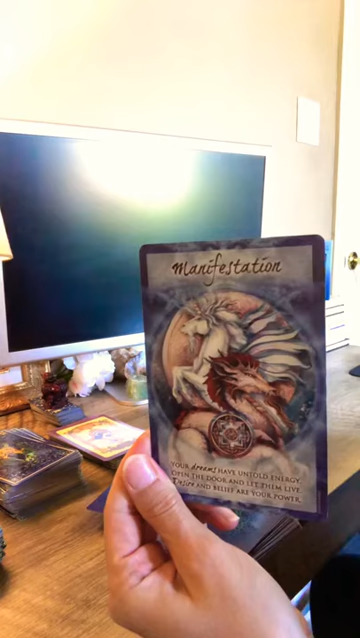 Manifestation
YOUR dreams HAVE UNTOLD ENERGY.
OPEN THE DOOR AND LET THEM LIVE
Desire AND BELIEF ARE YOUR POWER.